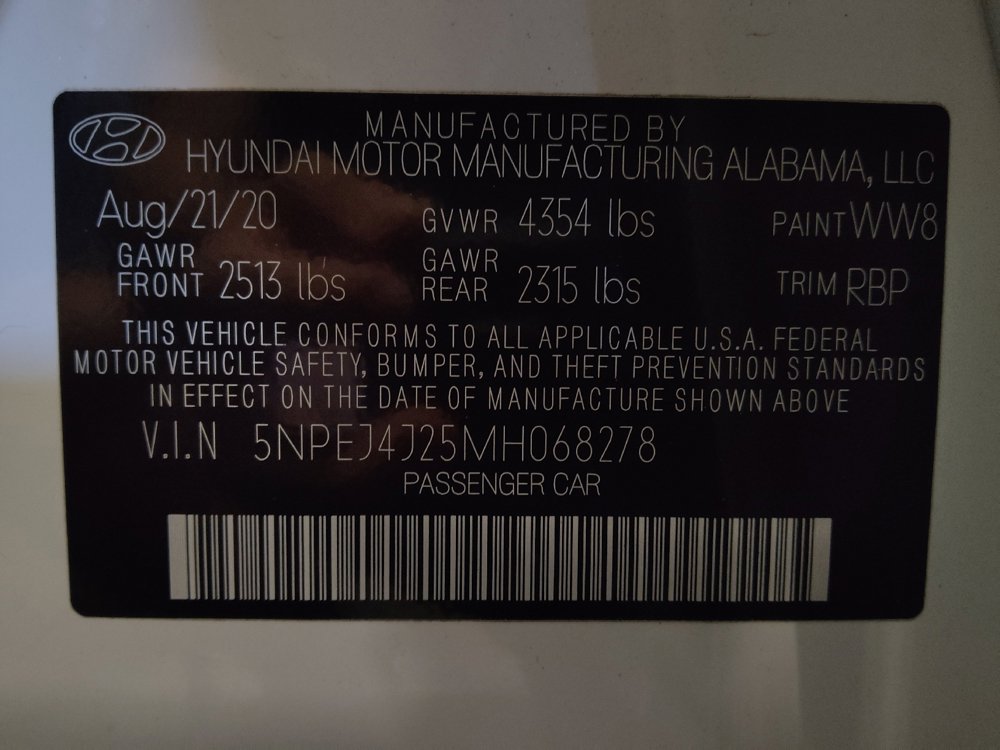 MANUFACTURED BY
HYUNDAI MOTOR MANUFACTURING ALABAMA, LLC
Aug/21/20 GVWR 4354 lbs PAINT WW8
GAWR FRONT 2513 lbs GAWR REAR 2315 lbs TRIM RBP
THIS VEHICLE CONFORMS TO ALL APPLICABLE U.S.A. FEDERAL
MOTOR VEHICLE SAFETY, BUMPER, AND THEFT PREVENTION STANDARDS
IN EFFECT ON THE DATE OF MANUFACTURE SHOWN ABOVE
V.I.N 5NPEJ4J25MH068278
PASSENGER CAR